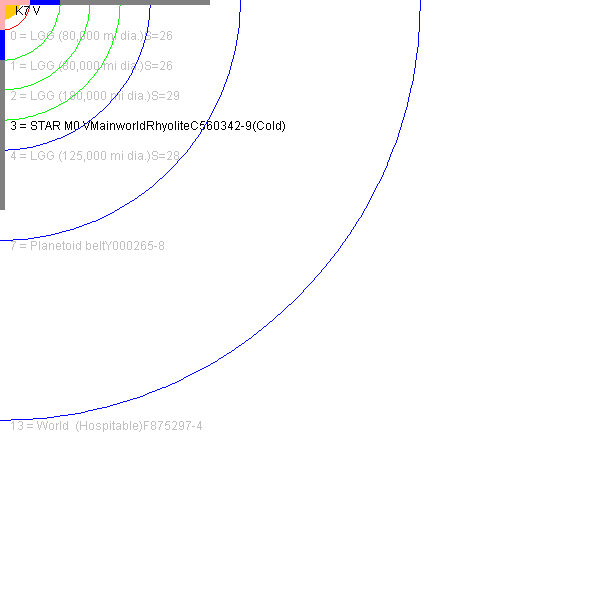 K7 V
0 = LGG (80,000 mi dia.)S=26
1 = LGG (80,000 mi dia.)S=26
2 = LGG (180,000 mi dia.)S=29
3 = STAR M0 VMainworldRhyoliteC560342-9(Cold)
4 = LGG (125,000 mi dia.)S=28
7 = Planetoid beltY000265-8
13 = World  (Hospitable)F875297-4